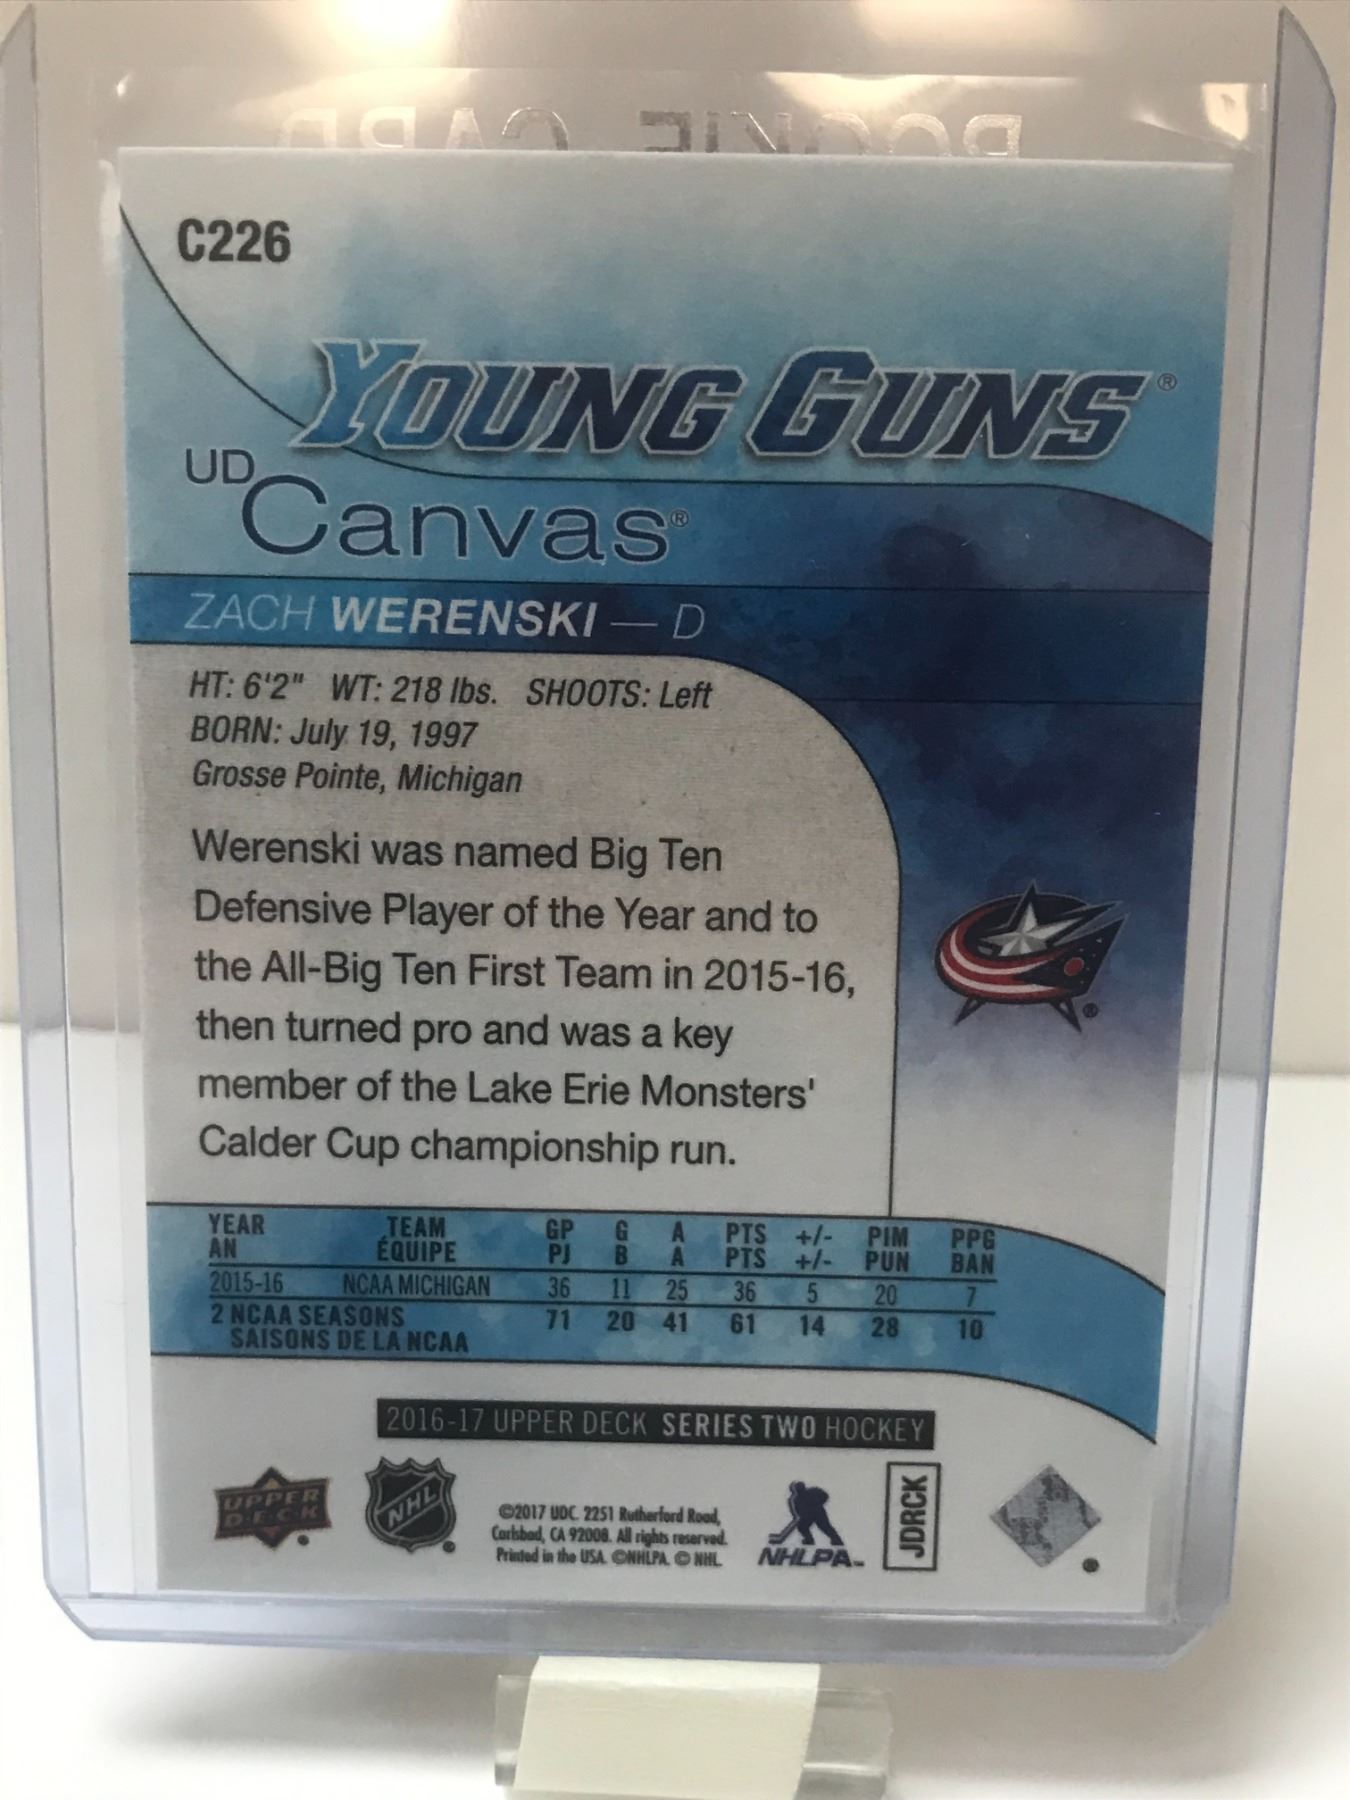 ROOKIE CARD
C226
YOUNG GUNS®
UD Canvas®
ZACH WERENSKI — D
HT: 6'2" WT: 218 lbs. SHOOTS: Left
BORN: July 19, 1997
Grosse Pointe, Michigan
Werenski was named Big Ten
Defensive Player of the Year and to
the All-Big Ten First Team in 2015-16,
then turned pro and was a key
member of the Lake Erie Monsters'
Calder Cup championship run.
YEAR TEAM GP G A PTS +/- PIM PPG
AN ÉQUIPE PJ B A PTS +/- PUN BAN
2015-16 NCAA MICHIGAN 36 11 25 36 5 20 7
2 NCAA SEASONS 71 20 41 61 14 28 10
SAISONS DE LA NCAA
2016-17 UPPER DECK SERIES TWO HOCKEY
UPPER DECK
NHL
©2017 UDC. 2251 Rutherford Road,
Carlsbad, CA 92008. All rights reserved.
Printed in the USA. ©NHLPA. © NHL.
NHLPA
JDRCK